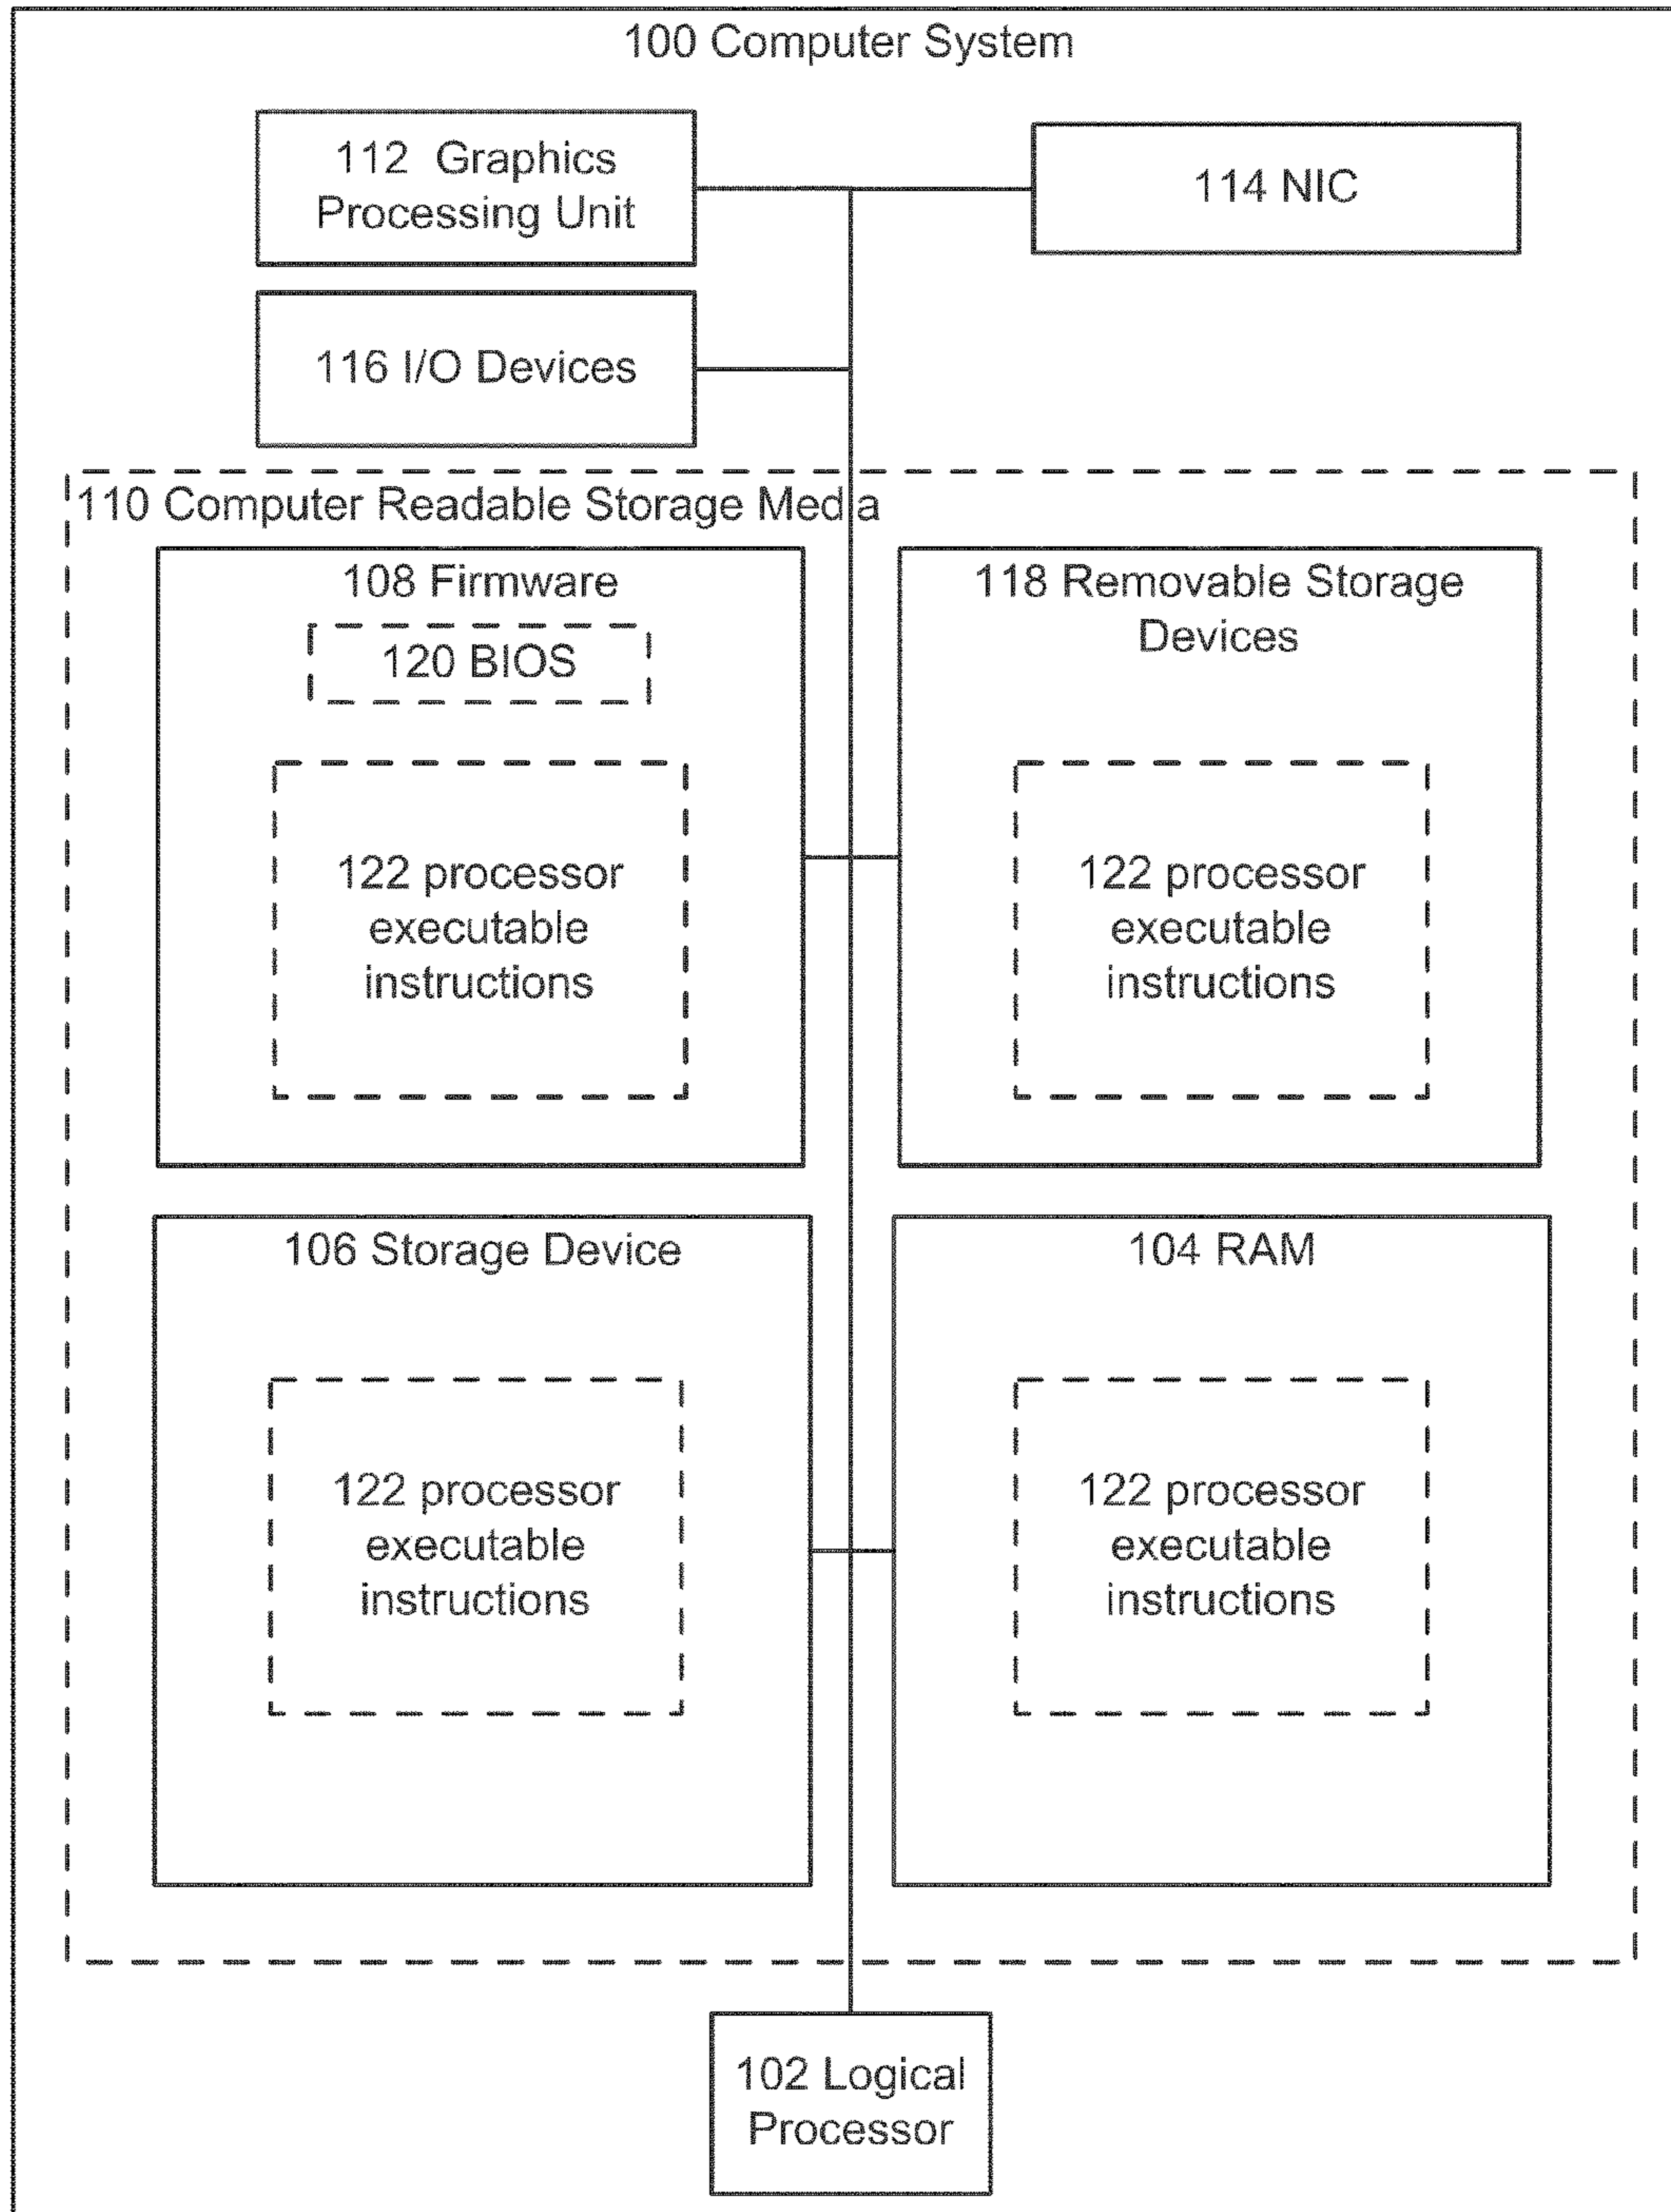 100 Computer System
112 Graphics
Processing Unit
114 NIC
116 I/O Devices
110 Computer Readable Storage Media
108 Firmware
120 BIOS
122 processor
executable
instructions
118 Removable Storage
Devices
122 processor
executable
instructions
106 Storage Device
122 processor
executable
instructions
104 RAM
122 processor
executable
instructions
102 Logical
Processor